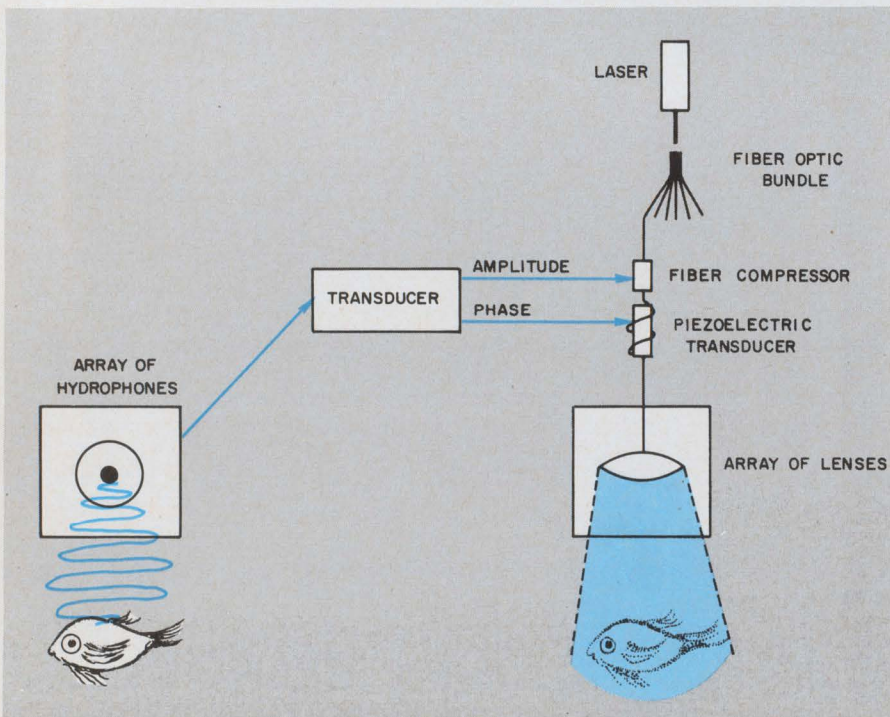 LASER
FIBER OPTIC
BUNDLE
AMPLITUDE
FIBER COMPRESSOR
TRANSDUCER
PHASE
PIEZOELECTRIC
TRANSDUCER
ARRAY OF
HYDROPHONES
ARRAY OF LENSES